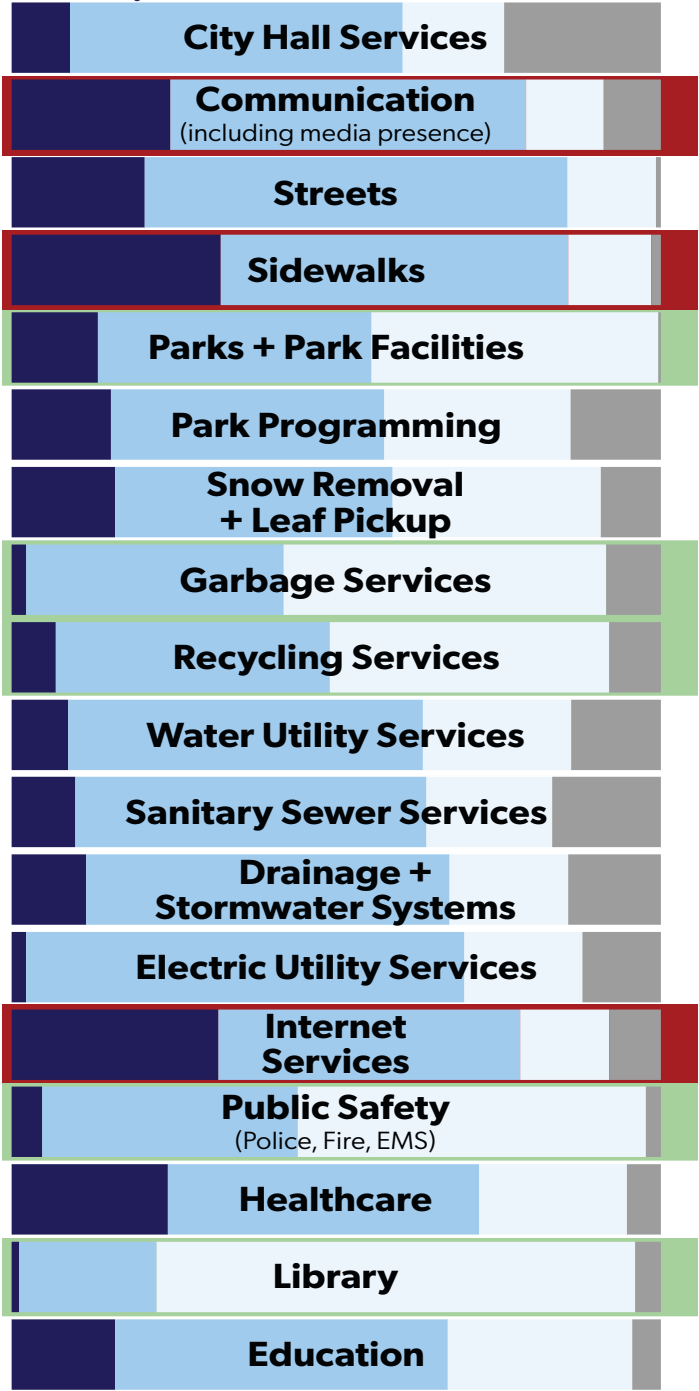 City Hall Services
Communication
(including media presence)
Streets
Sidewalks
Parks + Park Facilities
Park Programming
Snow Removal
+ Leaf Pickup
Garbage Services
Recycling Services
Water Utility Services
Sanitary Sewer Services
Drainage +
Stormwater Systems
Electric Utility Services
Internet
Services
Public Safety
(Police, Fire, EMS)
Healthcare
Library
Education